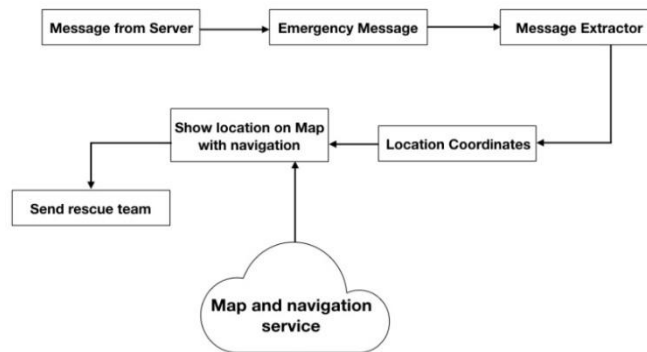 Message from Server
Emergency Message
Message Extractor
Show location on Map
with navigation
Location Coordinates
Send rescue team
Map and navigation
service